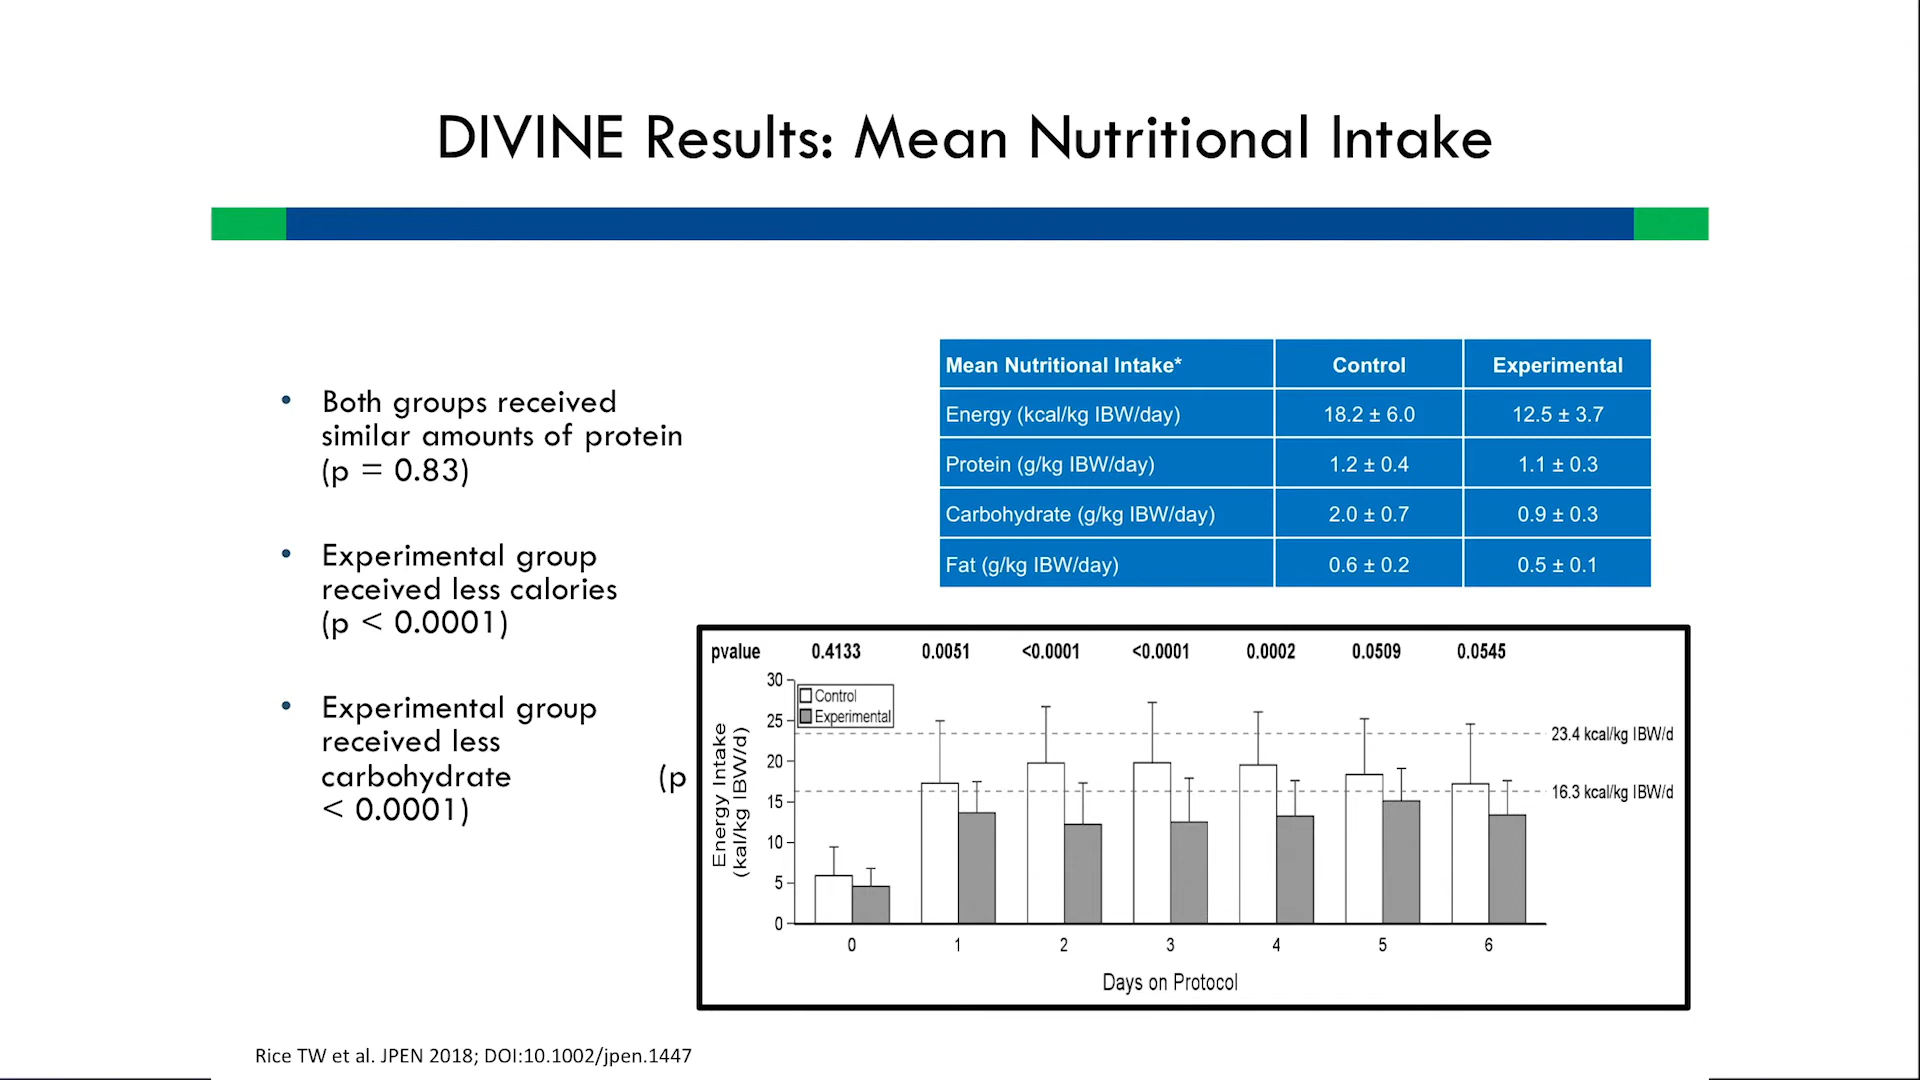 DIVINE Results: Mean Nutritional Intake
• Both groups received
similar amounts of protein
(p = 0.83)
• Experimental group
received less calories
(p < 0.0001)
• Experimental group
received less
carbohydrate (p
< 0.0001)
Mean Nutritional Intake* Control Experimental
Energy (kcal/kg IBW/day) 18.2 ± 6.0 12.5 ± 3.7
Protein (g/kg IBW/day) 1.2 ± 0.4 1.1 ± 0.3
Carbohydrate (g/kg IBW/day) 2.0 ± 0.7 0.9 ± 0.3
Fat (g/kg IBW/day) 0.6 ± 0.2 0.5 ± 0.1
pvalue 0.4133 0.0051 <0.0001 <0.0001 0.0002 0.0509 0.0545
Energy Intake
(kal/kg IBW/d)
30
25
20
15
10
5
0
Control
Experimental
23.4 kcal/kg IBW/d
16.3 kcal/kg IBW/d
0 1 2 3 4 5 6
Days on Protocol
Rice TW et al. JPEN 2018; DOI:10.1002/jpen.1447